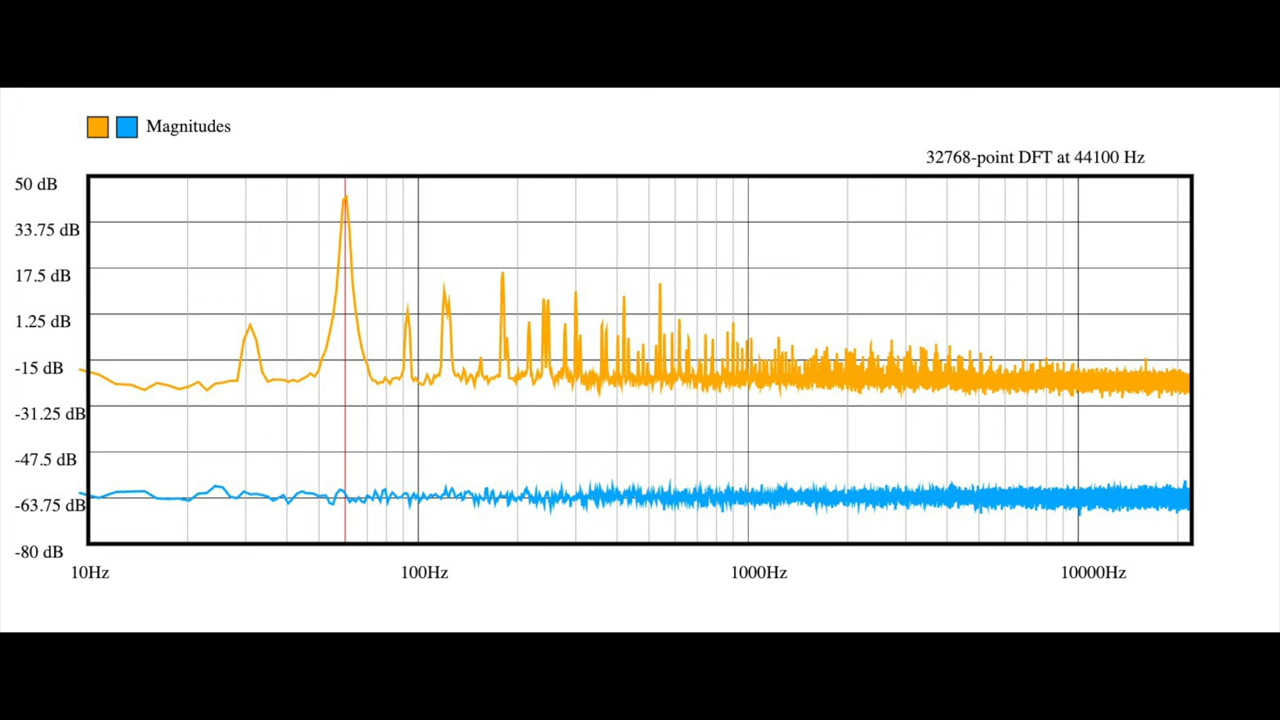 Magnitudes
32768-point DFT at 44100 Hz
50 dB
33.75 dB
17.5 dB
1.25 dB
-15 dB
-31.25 dB
-47.5 dB
-63.75 dB
-80 dB
10Hz 100Hz 1000Hz 10000Hz